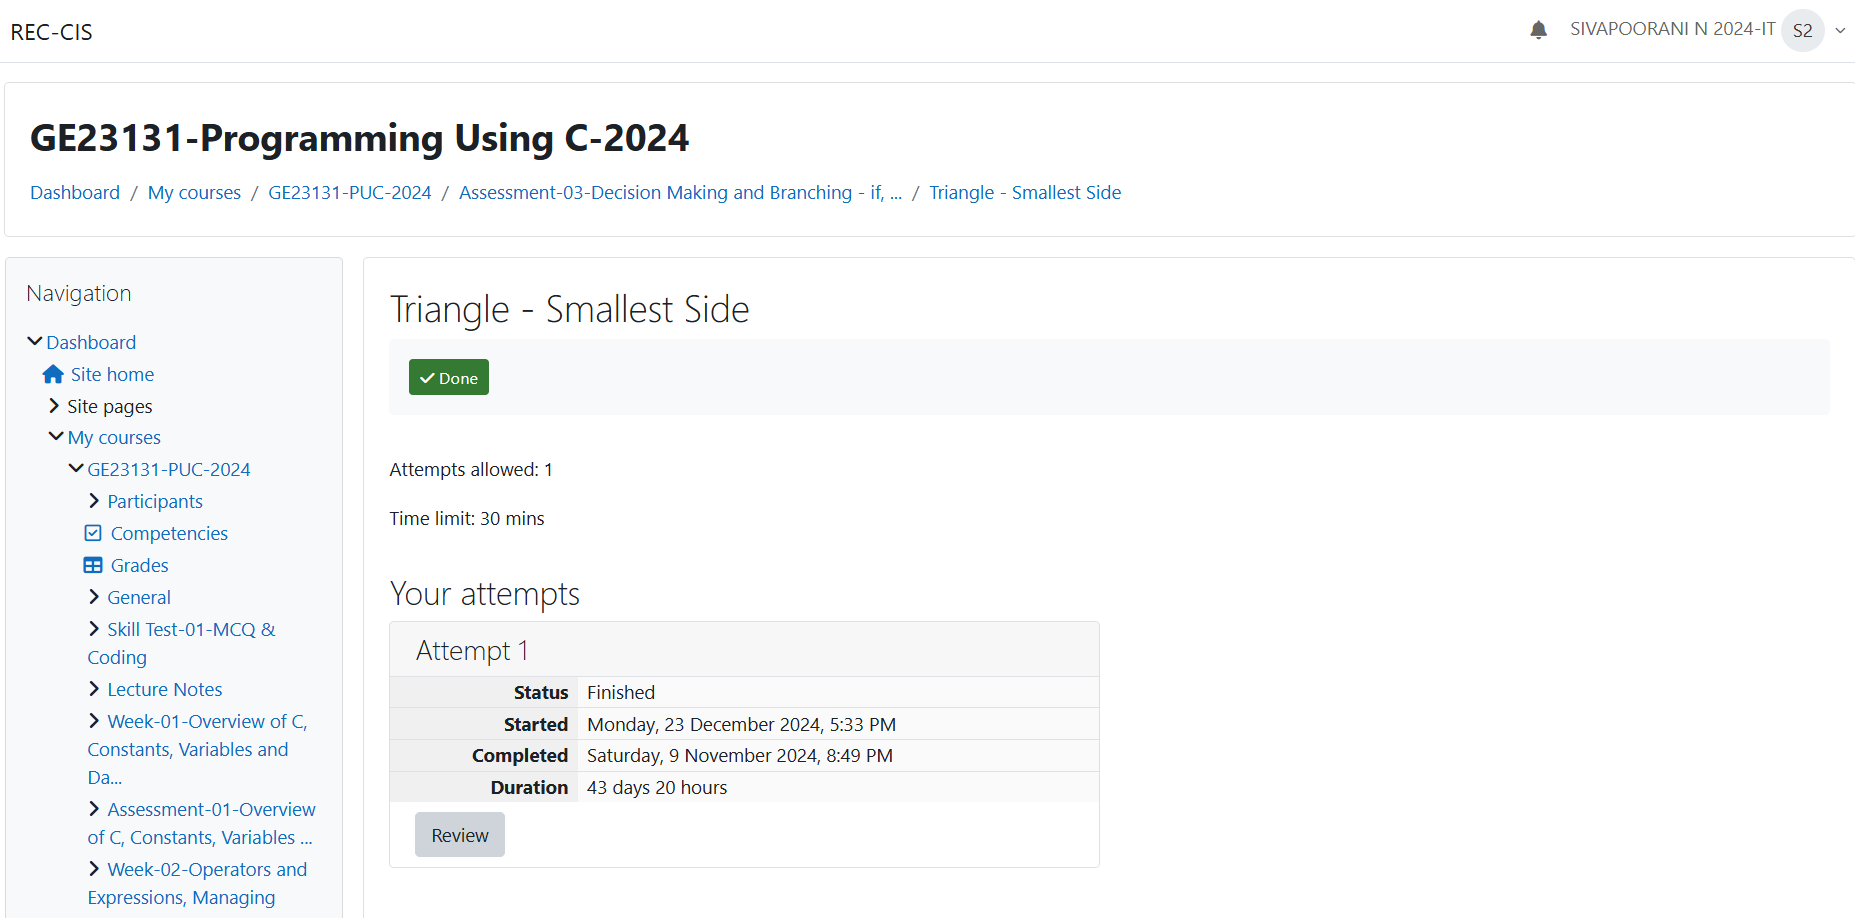 REC-CIS
SIVAPOORANI N 2024-IT S2
GE23131-Programming Using C-2024
Dashboard / My courses / GE23131-PUC-2024 / Assessment-03-Decision Making and Branching - if, ... / Triangle - Smallest Side
Navigation
Dashboard
Site home
Site pages
My courses
GE23131-PUC-2024
Participants
Competencies
Grades
General
Skill Test-01-MCQ &
Coding
Lecture Notes
Week-01-Overview of C,
Constants, Variables and
Da...
Assessment-01-Overview
of C, Constants, Variables ...
Week-02-Operators and
Expressions, Managing
Triangle - Smallest Side
Done
Attempts allowed: 1
Time limit: 30 mins
Your attempts
Attempt 1
Status Finished
Started Monday, 23 December 2024, 5:33 PM
Completed Saturday, 9 November 2024, 8:49 PM
Duration 43 days 20 hours
Review